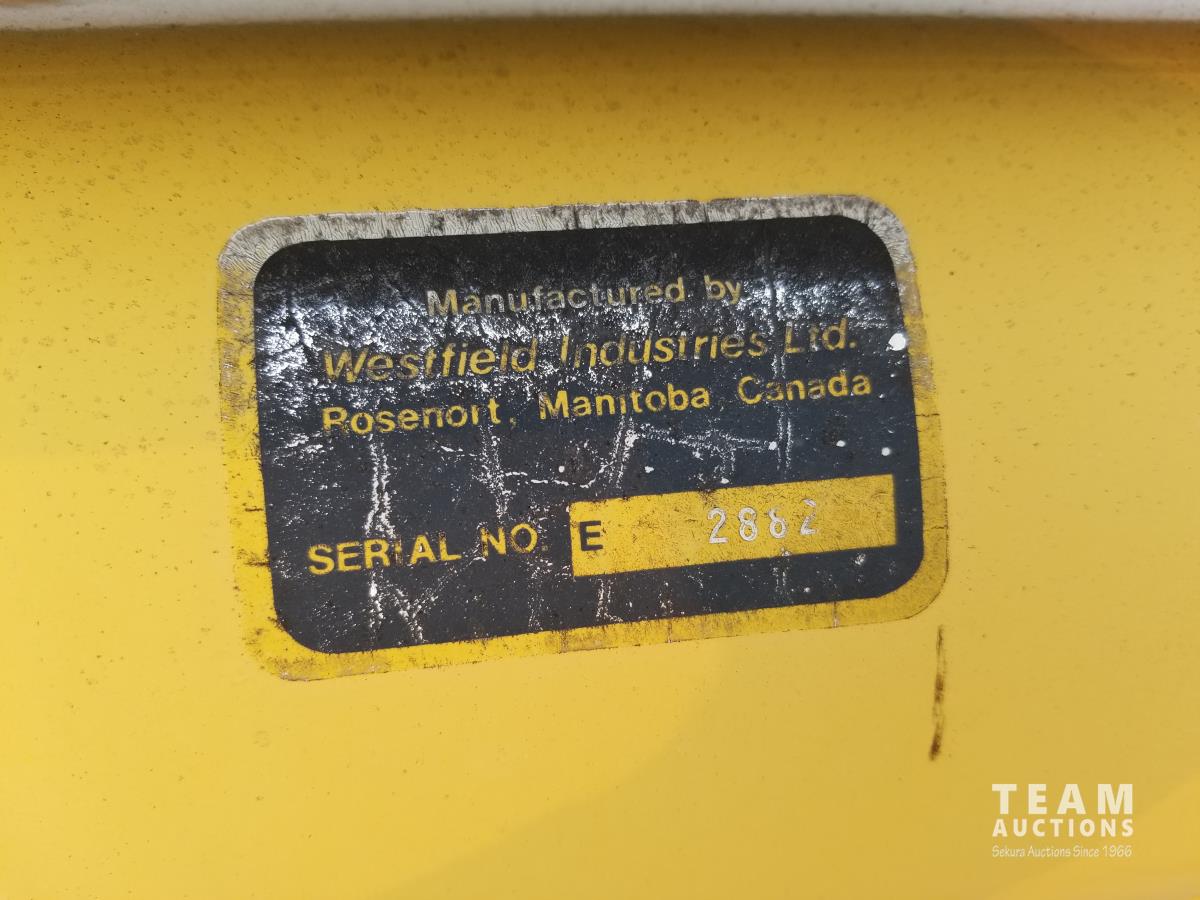 Manufactured by
Westfield Industries Ltd.
Rosenort, Manitoba Canada
SERIAL NO. E 2882
TEAM
AUCTIONS
Sekura Auctions Since 1966